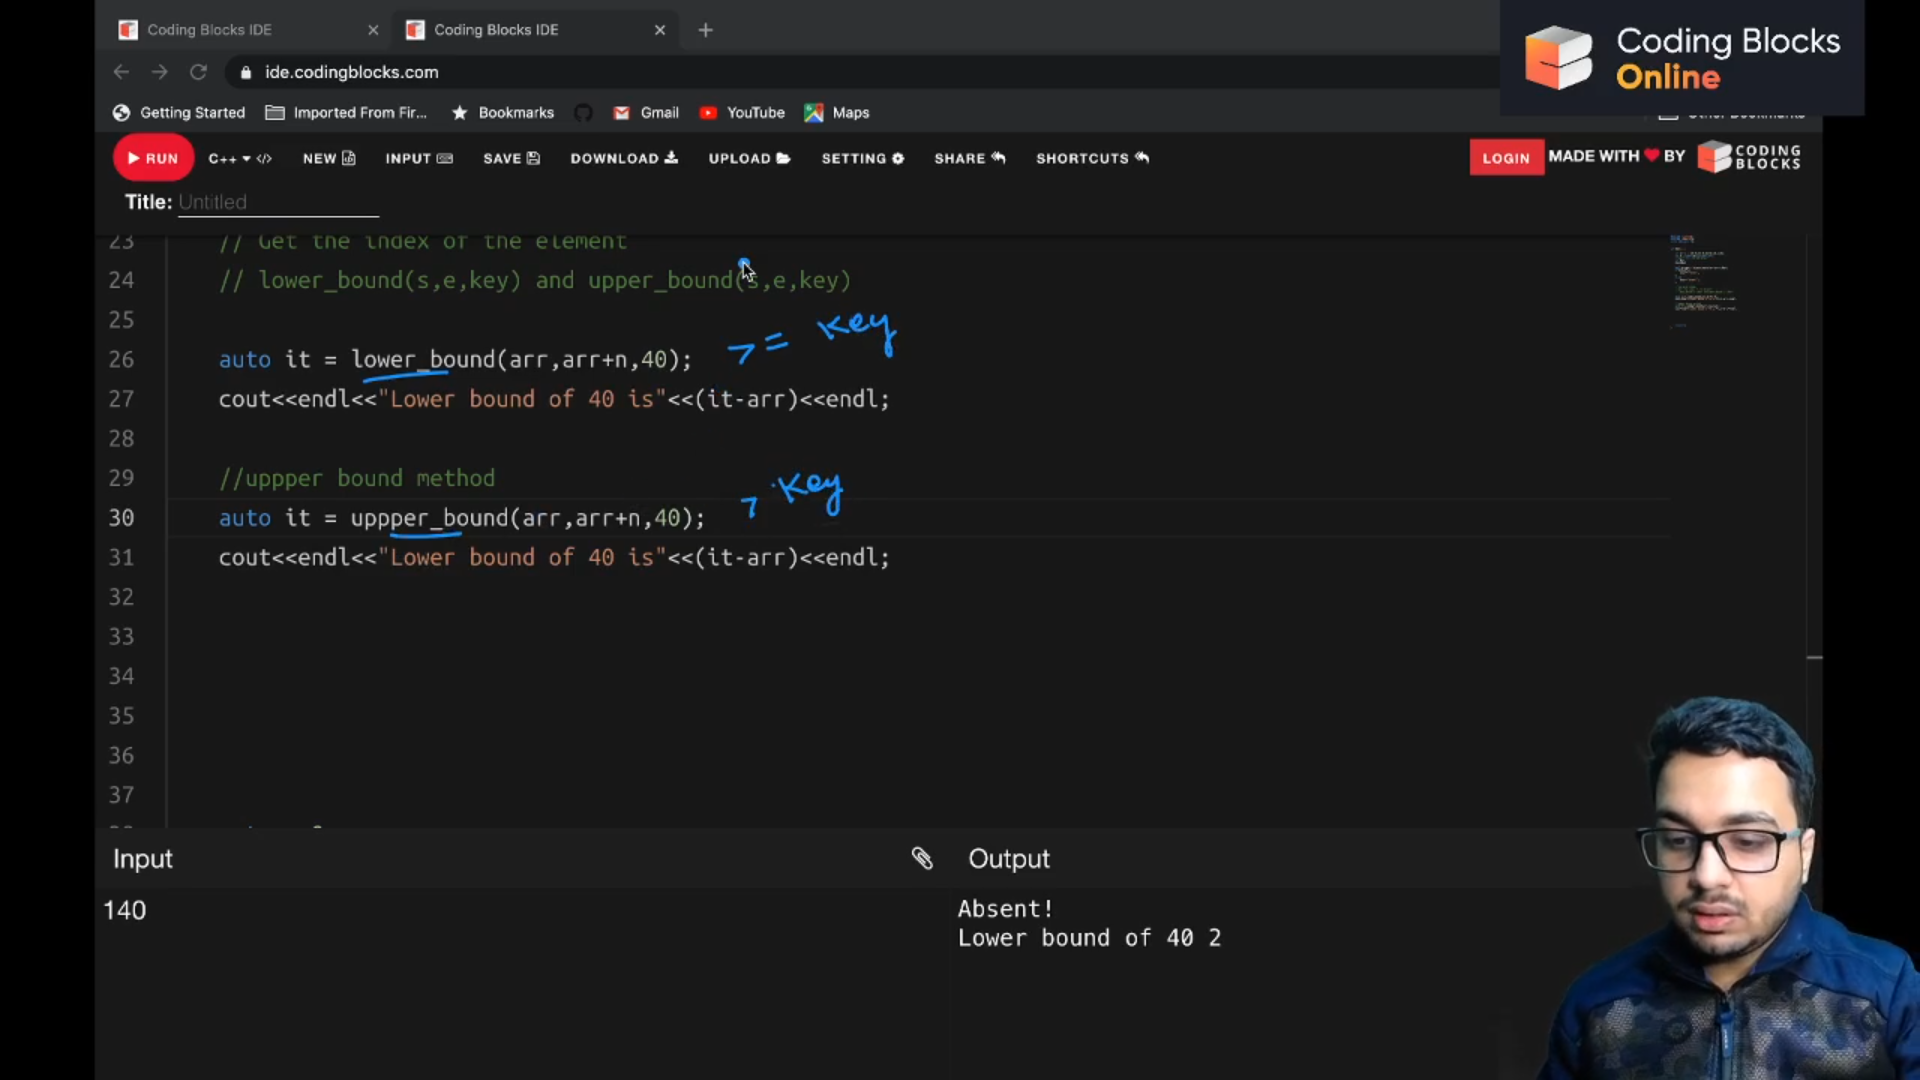 Coding Blocks IDE
Coding Blocks IDE
Coding Blocks
Online
ide.codingblocks.com
Getting Started
Imported From Fir...
Bookmarks
Gmail
YouTube
Maps
Other Bookmarks
RUN
C++
NEW
INPUT
SAVE
DOWNLOAD
UPLOAD
SETTING
SHARE
SHORTCUTS
LOGIN
MADE WITH BY
CODING
BLOCKS
Title: Untitled
23 // Get the index of the element
24 // lower_bound(s,e,key) and upper_bound(s,e,key)
25
>= Key
26 auto it = lower_bound(arr,arr+n,40);
27 cout<<endl<<"Lower bound of 40 is"<<(it-arr)<<endl;
28
29 //uppper bound method
> Key
30 auto it = uppper_bound(arr,arr+n,40);
31 cout<<endl<<"Lower bound of 40 is"<<(it-arr)<<endl;
32
33
34
35
36
37
Input
140
Output
Absent!
Lower bound of 40 2